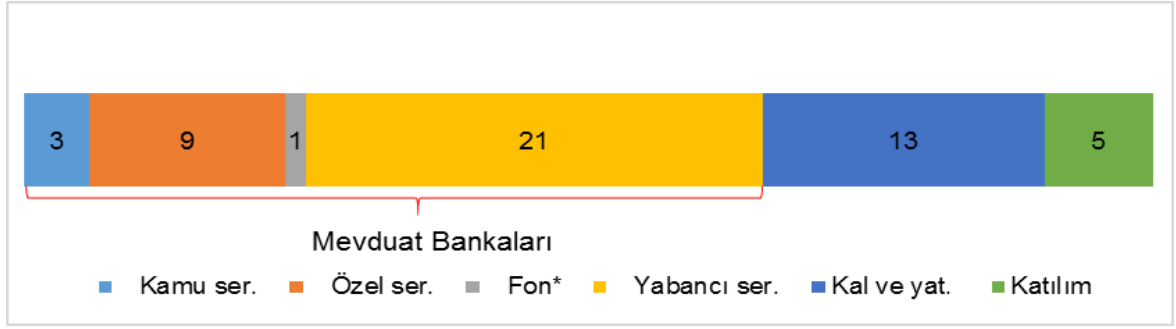 3 9 1 21 13 5
Mevduat Bankaları
Kamu ser. Özel ser. Fon* Yabancı ser. Kal ve yat. Katılım